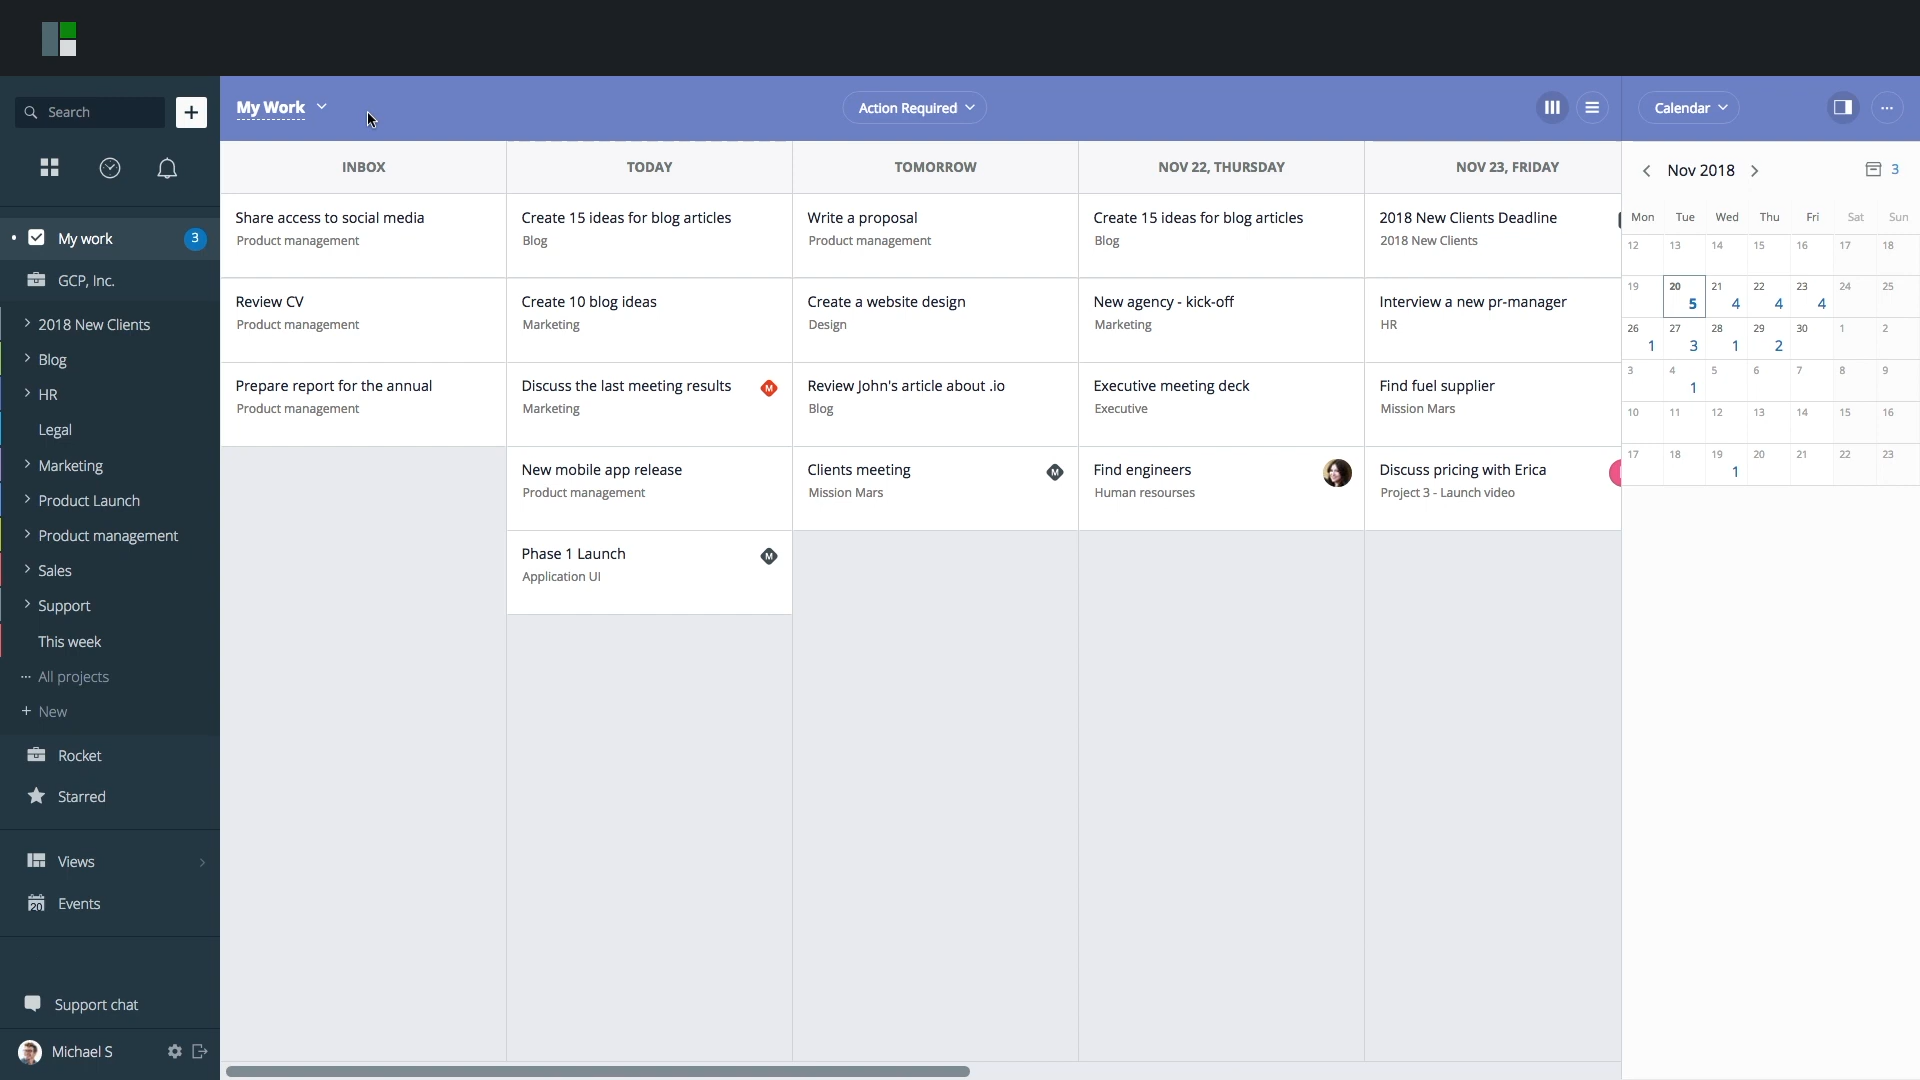 Search
My work
3
GCP, Inc.
2018 New Clients
Blog
HR
Legal
Marketing
Product Launch
Product management
Sales
Support
This week
All projects
New
Rocket
Starred
Views
20
Events
Support chat
Michael S
My Work
Action Required
Calendar
INBOX
Share access to social media
Product management
Review CV
Product management
Prepare report for the annual
Product management
TODAY
Create 15 ideas for blog articles
Blog
Create 10 blog ideas
Marketing
Discuss the last meeting results
M
Marketing
New mobile app release
Product management
Phase 1 Launch
M
Application UI
TOMORROW
Write a proposal
Product management
Create a website design
Design
Review John's article about .io
Blog
Clients meeting
M
Mission Mars
NOV 22, THURSDAY
Create 15 ideas for blog articles
Blog
New agency - kick-off
Marketing
Executive meeting deck
Executive
Find engineers
Human resourses
NOV 23, FRIDAY
2018 New Clients Deadline
2018 New Clients
Interview a new pr-manager
HR
Find fuel supplier
Mission Mars
Discuss pricing with Erica
Project 3 - Launch video
Nov 2018
3
Mon Tue Wed Thu Fri Sat Sun
12 13 14 15 16 17 18
19 20 21 22 23 24 25
5 4 4 4
26 27 28 29 30 1 2
1 3 1 2
3 4 5 6 7 8 9
1
10 11 12 13 14 15 16
17 18 19 20 21 22 23
1